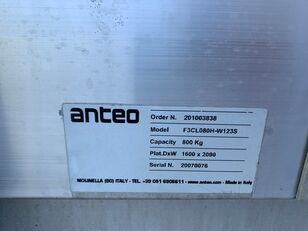 anteo
Order N. 201003838
Model F3CL080H-W123S
Capacity 800 Kg
Plat.DxW 1600 x 2090
Serial N. 20070076
MOLINELLA (BO) ITALY - TEL. +39 051 6906611 - www.anteo.com - Made in Italy